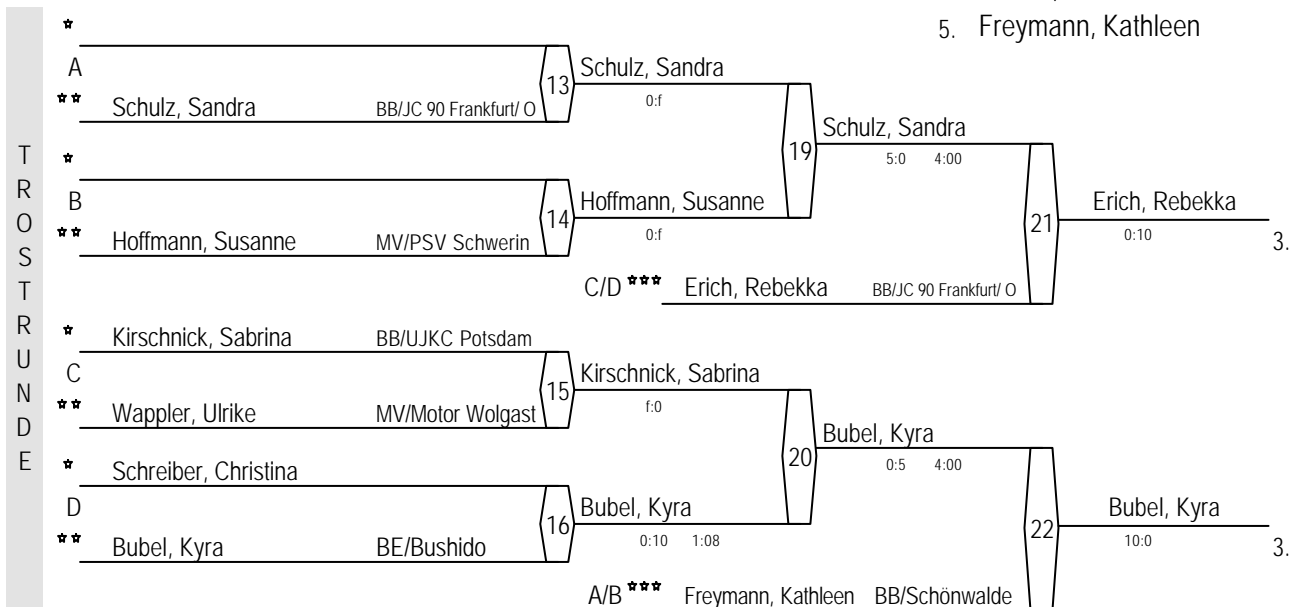 5. Freymann, Kathleen
TROSTRUNDE
A
Schulz, Sandra BB/JC 90 Frankfurt/ O
13
Schulz, Sandra
0:f
B
Hoffmann, Susanne MV/PSV Schwerin
14
Hoffmann, Susanne
0:f
19
Schulz, Sandra
5:0 4:00
C/D Erich, Rebekka BB/JC 90 Frankfurt/ O
21
Erich, Rebekka
0:10
3.
Kirschnick, Sabrina BB/UJKC Potsdam
C
Wappler, Ulrike MV/Motor Wolgast
15
Kirschnick, Sabrina
f:0
Schreiber, Christina
D
Bubel, Kyra BE/Bushido
16
Bubel, Kyra
0:10 1:08
20
Bubel, Kyra
0:5 4:00
A/B Freymann, Kathleen BB/Schönwalde
22
Bubel, Kyra
10:0
3.